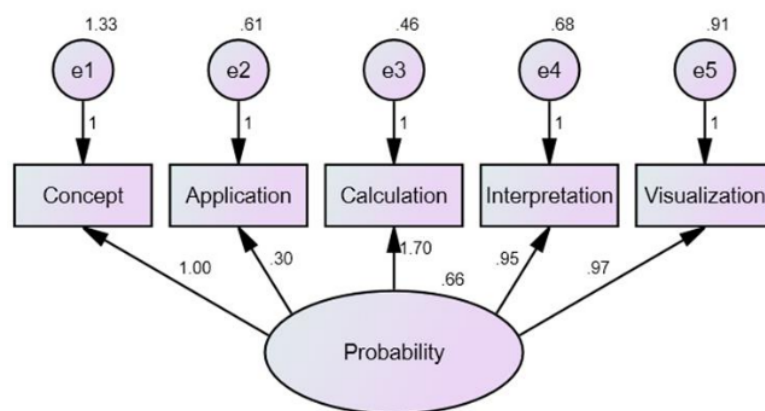 1.33 .61 .46 .68 .91
e1 e2 e3 e4 e5
1 1 1 1 1
Concept Application Calculation Interpretation Visualization
1.00 .30 1.70 .95 .97
.66
Probability